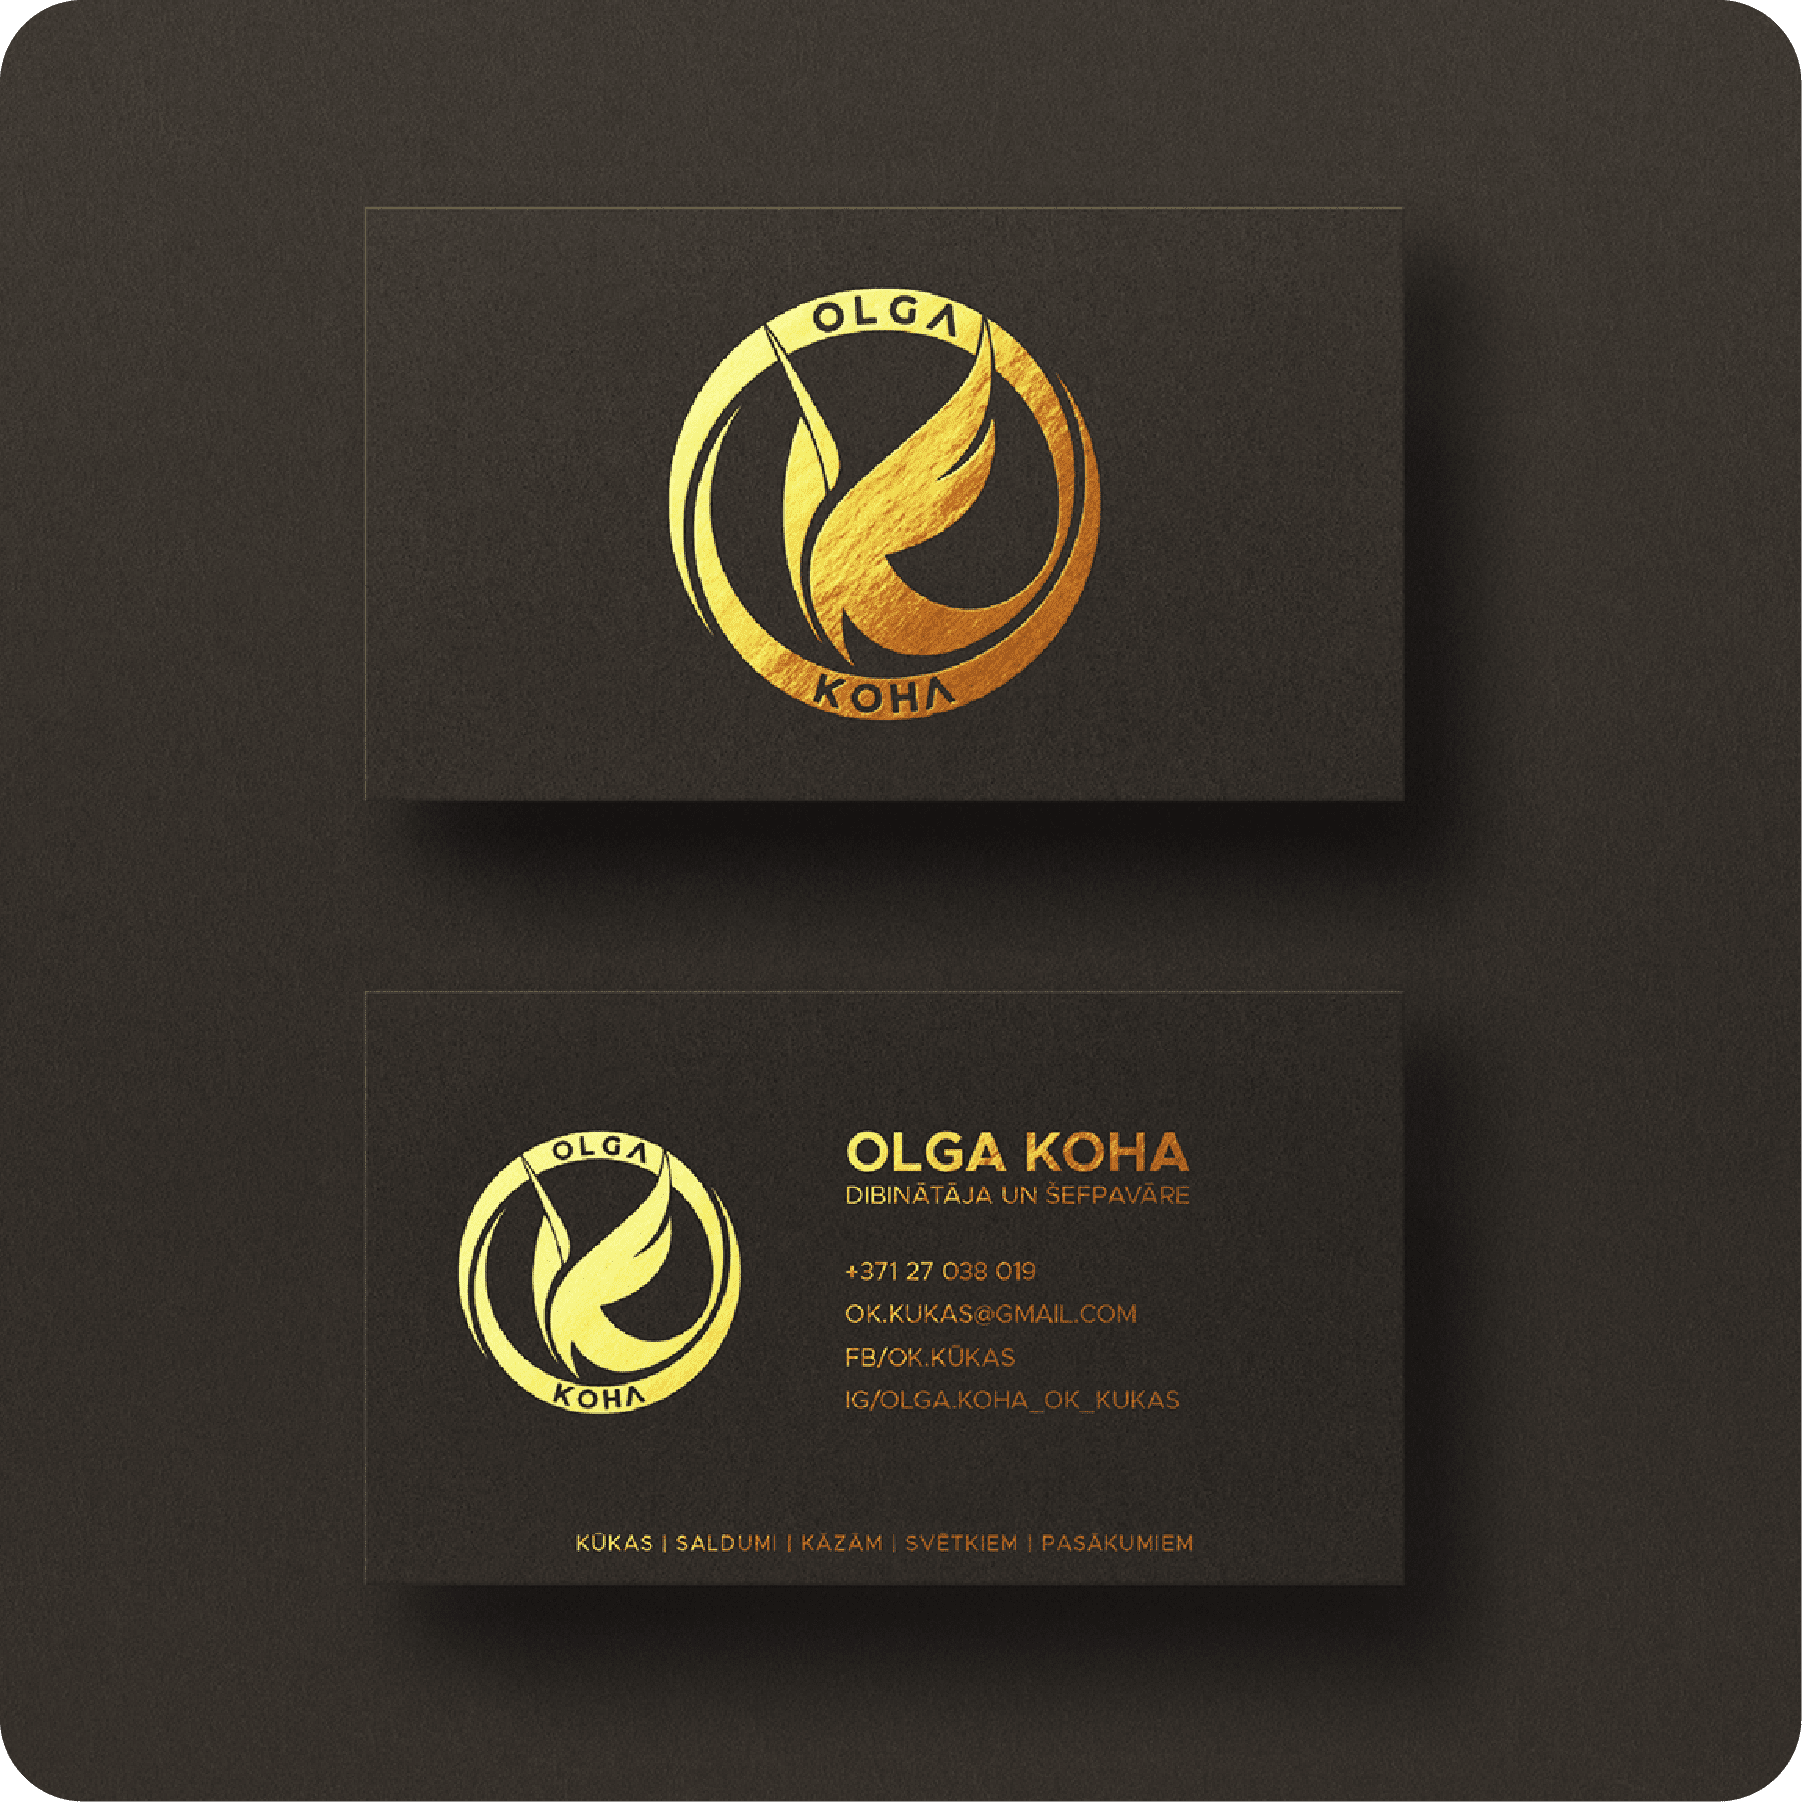 OLGA
KOHA
OLGA
KOHA
OLGA KOHA
DIBINĀTĀJA UN ŠEFPAVĀRE
+371 27 038 019
OK.KUKAS@GMAIL.COM
FB/OK.KŪKAS
IG/OLGA.KOHA_OK_KUKAS
KŪKAS | SALDUMI | KĀZĀM | SVĒTKIEM | PASĀKUMIEM